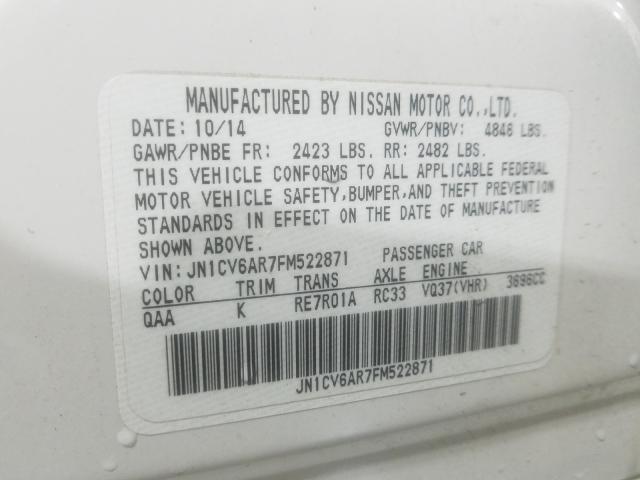 MANUFACTURED BY NISSAN MOTOR CO.,LTD.
DATE: 10/14 GVWR/PNBV: 4846 LBS.
GAWR/PNBE FR: 2423 LBS. RR: 2482 LBS.
THIS VEHICLE CONFORMS TO ALL APPLICABLE FEDERAL
MOTOR VEHICLE SAFETY,BUMPER,AND THEFT PREVENTION
STANDARDS IN EFFECT ON THE DATE OF MANUFACTURE
SHOWN ABOVE.
VIN: JN1CV6AR7FM522871 PASSENGER CAR
COLOR TRIM TRANS AXLE ENGINE
QAA K RE7R01A RC33 VQ37(VHR) 3696CC
JN1CV6AR7FM522871